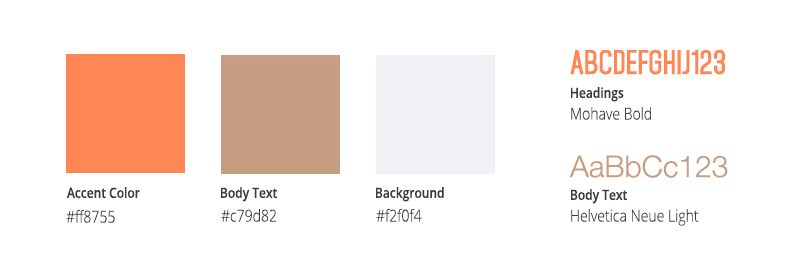 Accent Color
#ff8755
Body Text
#c79d82
Background
#f2f0f4
ABCDEFGHIJ123
Headings
Mohave Bold
AaBbCc123
Body Text
Helvetica Neue Light